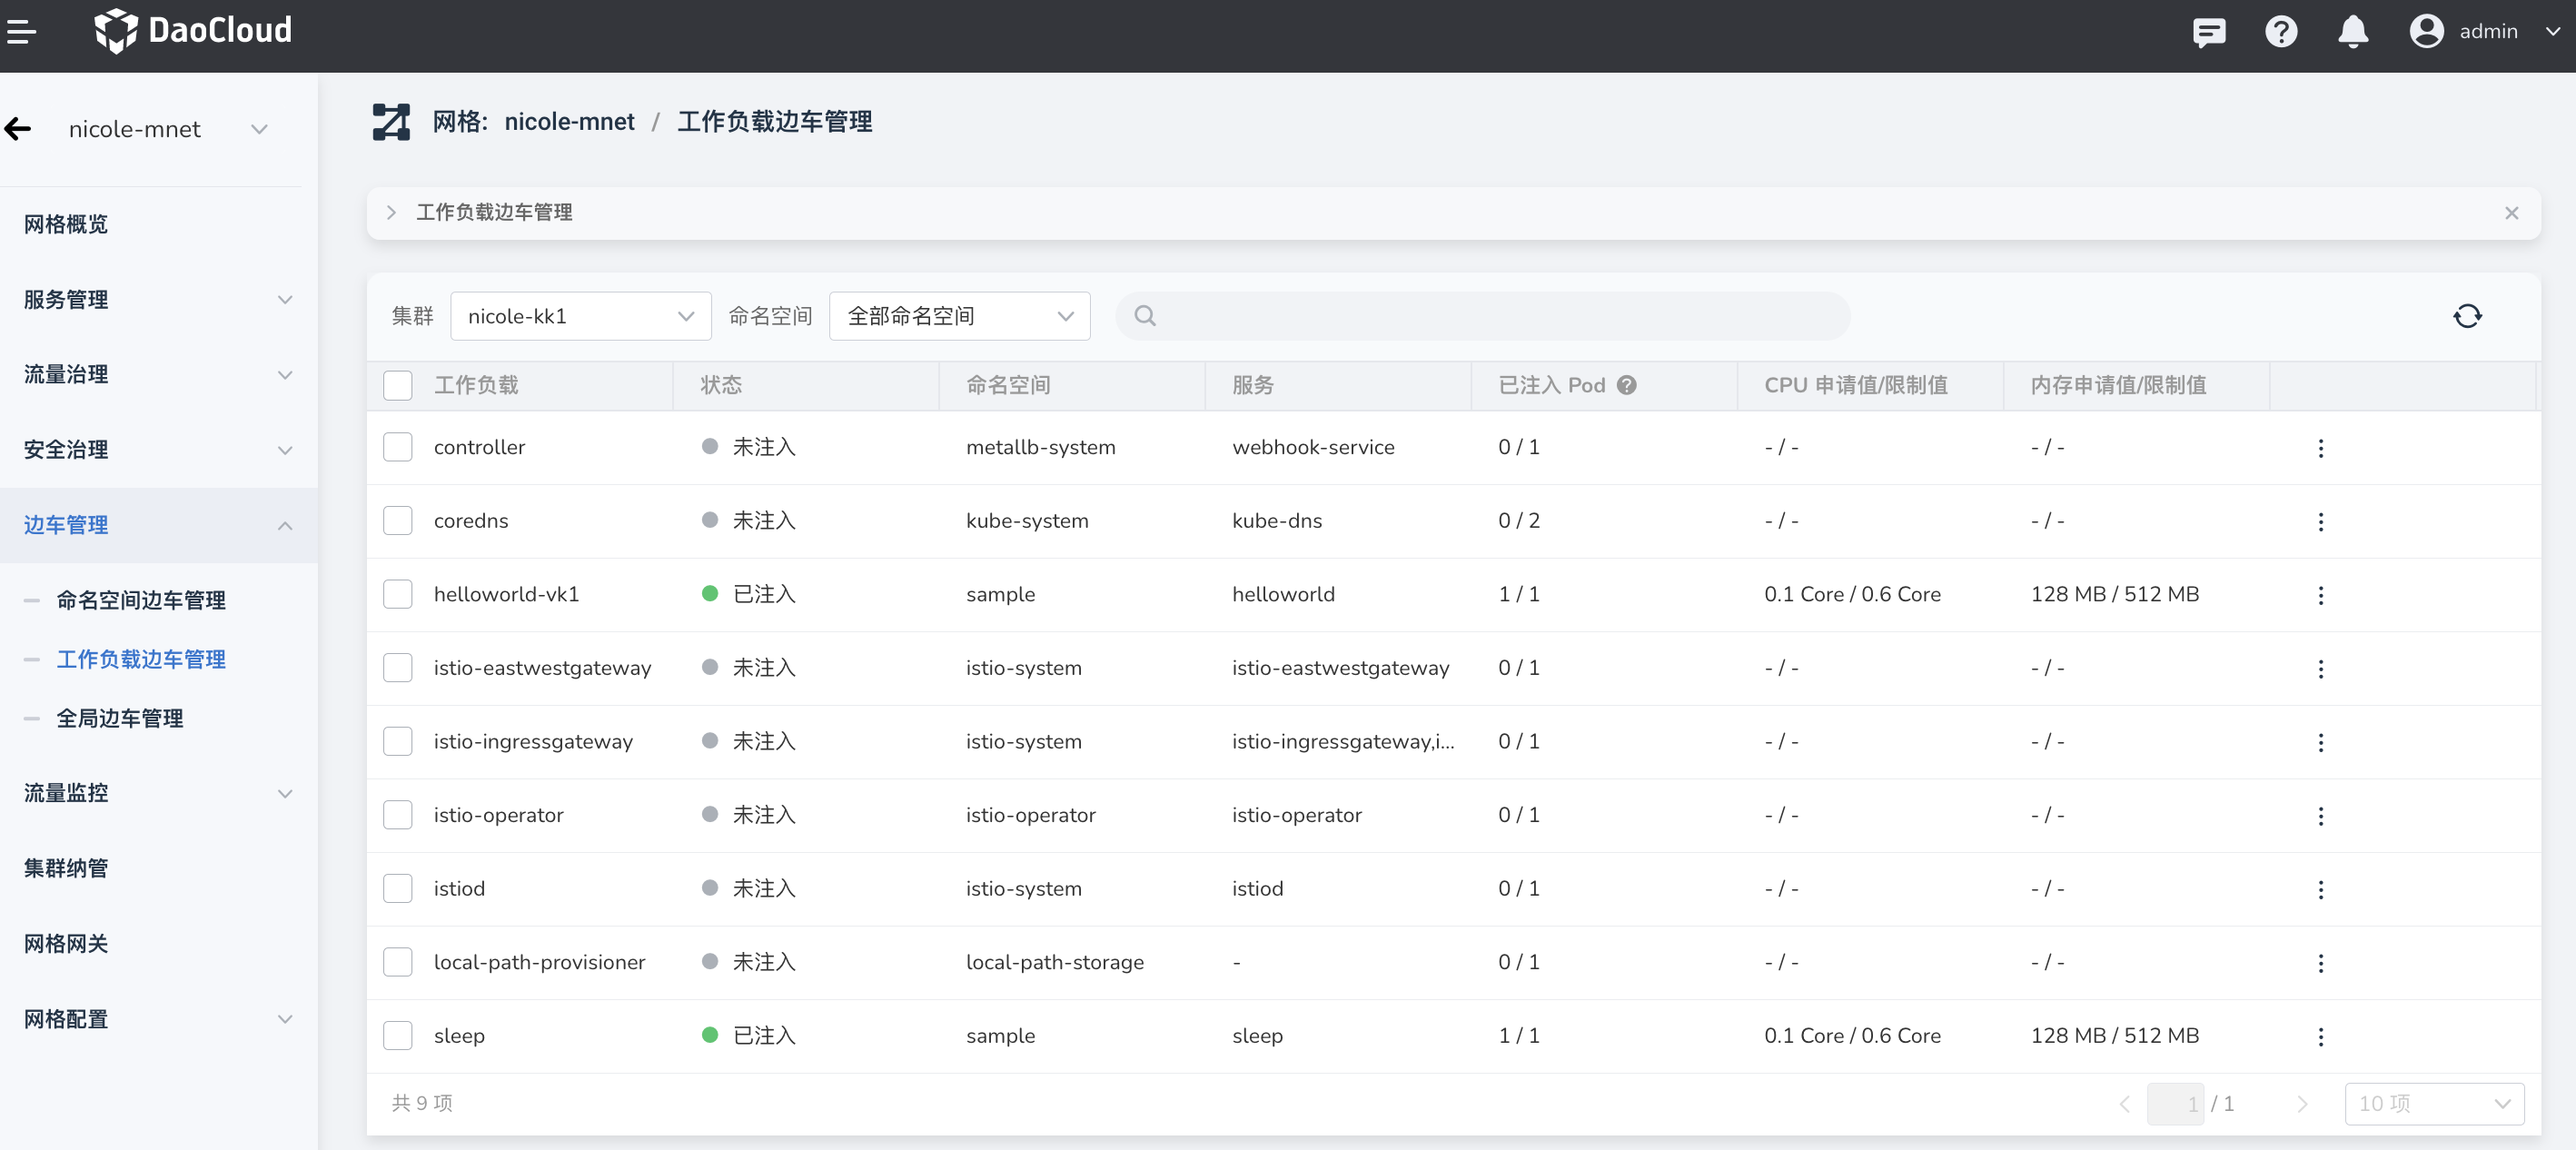 DaoCloud
admin
nicole-mnet
网格概览
服务管理
流量治理
安全治理
边车管理
命名空间边车管理
工作负载边车管理
全局边车管理
流量监控
集群纳管
网格网关
网格配置
网格: nicole-mnet / 工作负载边车管理
工作负载边车管理
集群 nicole-kk1 命名空间 全部命名空间
工作负载 状态 命名空间 服务 已注入 Pod CPU 申请值/限制值 内存申请值/限制值
controller 未注入 metallb-system webhook-service 0 / 1 - / - - / -
coredns 未注入 kube-system kube-dns 0 / 2 - / - - / -
helloworld-vk1 已注入 sample helloworld 1 / 1 0.1 Core / 0.6 Core 128 MB / 512 MB
istio-eastwestgateway 未注入 istio-system istio-eastwestgateway 0 / 1 - / - - / -
istio-ingressgateway 未注入 istio-system istio-ingressgateway,i... 0 / 1 - / - - / -
istio-operator 未注入 istio-operator istio-operator 0 / 1 - / - - / -
istiod 未注入 istio-system istiod 0 / 1 - / - - / -
local-path-provisioner 未注入 local-path-storage - 0 / 1 - / - - / -
sleep 已注入 sample sleep 1 / 1 0.1 Core / 0.6 Core 128 MB / 512 MB
共 9 项 1 / 1 10 项